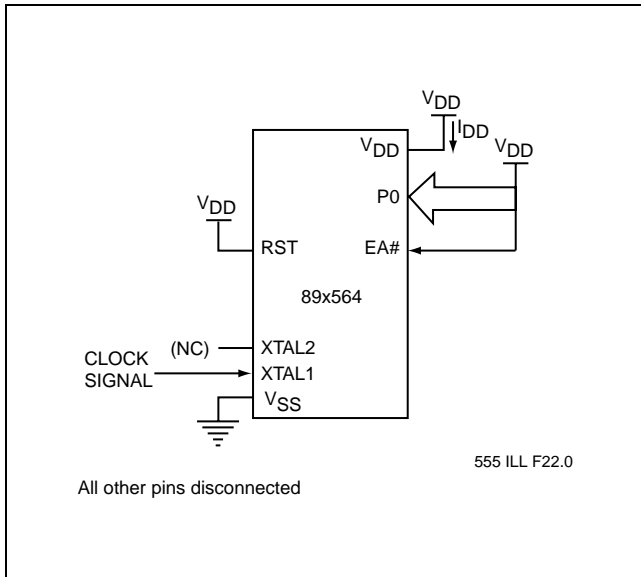 VDD
IDD
VDD
VDD
P0
VDD
RST
EA#
89x564
(NC)
XTAL2
CLOCK
SIGNAL
XTAL1
VSS
555 ILL F22.0
All other pins disconnected